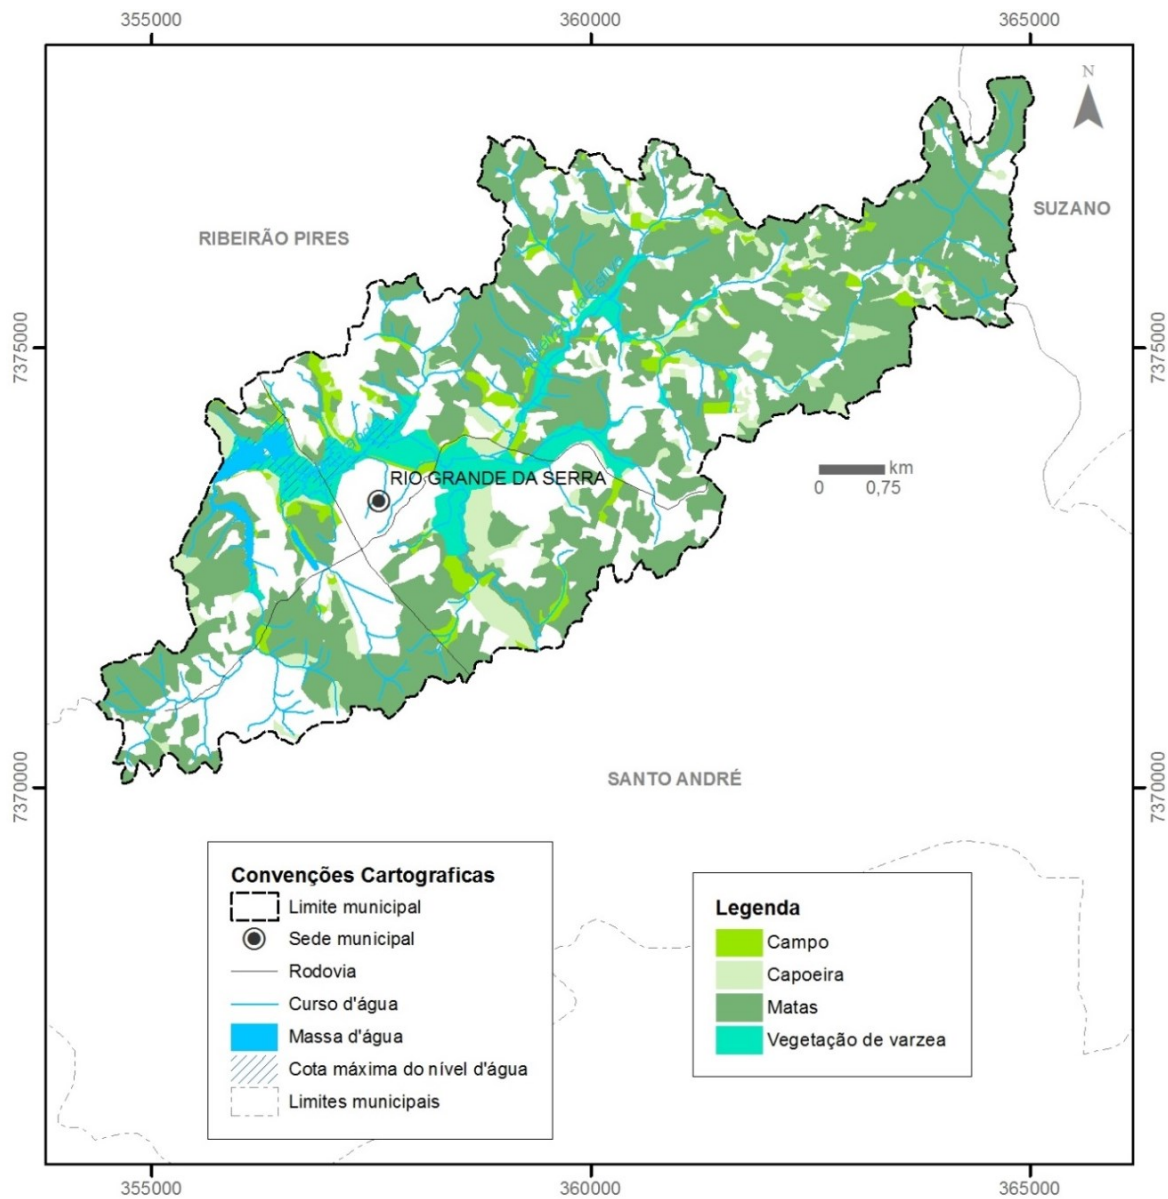 355000
360000
365000
N
SUZANO
RIBEIRÃO PIRES
7375000
7375000
km
0
0,75
RIO GRANDE DA SERRA
SANTO ANDRÉ
7370000
7370000
Convenções Cartograficas
Limite municipal
Sede municipal
Rodovia
Curso d'água
Massa d'água
Cota máxima do nível d'água
Limites municipais
Legenda
Campo
Capoeira
Matas
Vegetação de varzea
355000
360000
365000